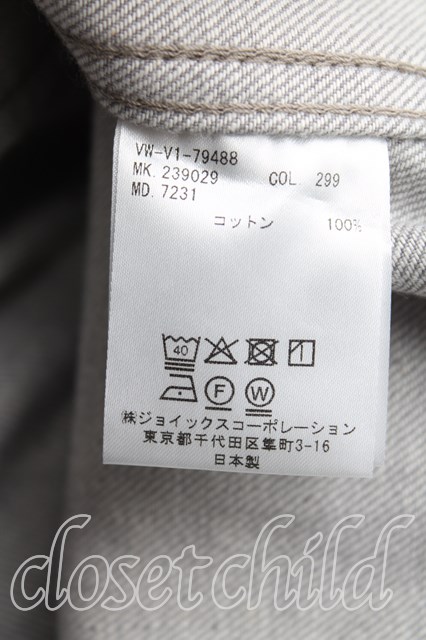 VW-V1-79488
MK. 239029 COL. 299
MD. 7231
コットン 100%
40
F W
㈱ジョイックスコーポレーション
東京都千代田区隼町3-16
日本製
closetchild